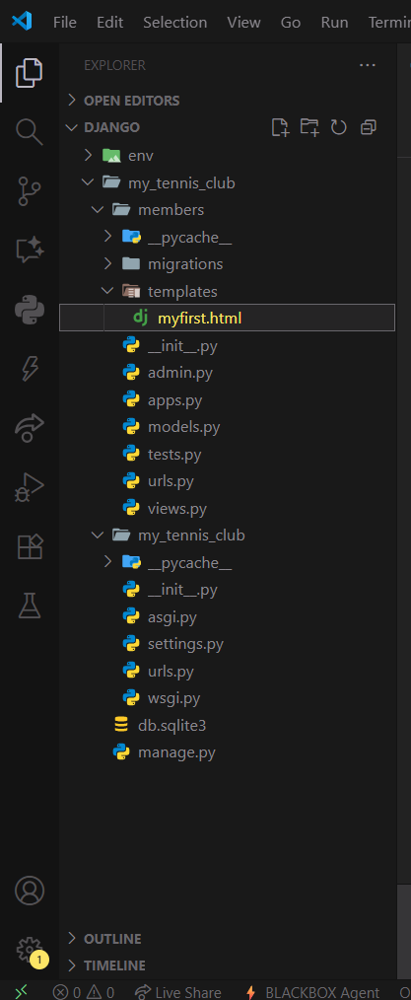 File Edit Selection View Go Run Termin
EXPLORER
OPEN EDITORS
DJANGO
env
my_tennis_club
members
__pycache__
migrations
templates
dj myfirst.html
__init__.py
admin.py
apps.py
models.py
tests.py
urls.py
views.py
my_tennis_club
__pycache__
__init__.py
asgi.py
settings.py
urls.py
wsgi.py
db.sqlite3
manage.py
1
OUTLINE
TIMELINE
0 0 Live Share BLACKBOX Agent